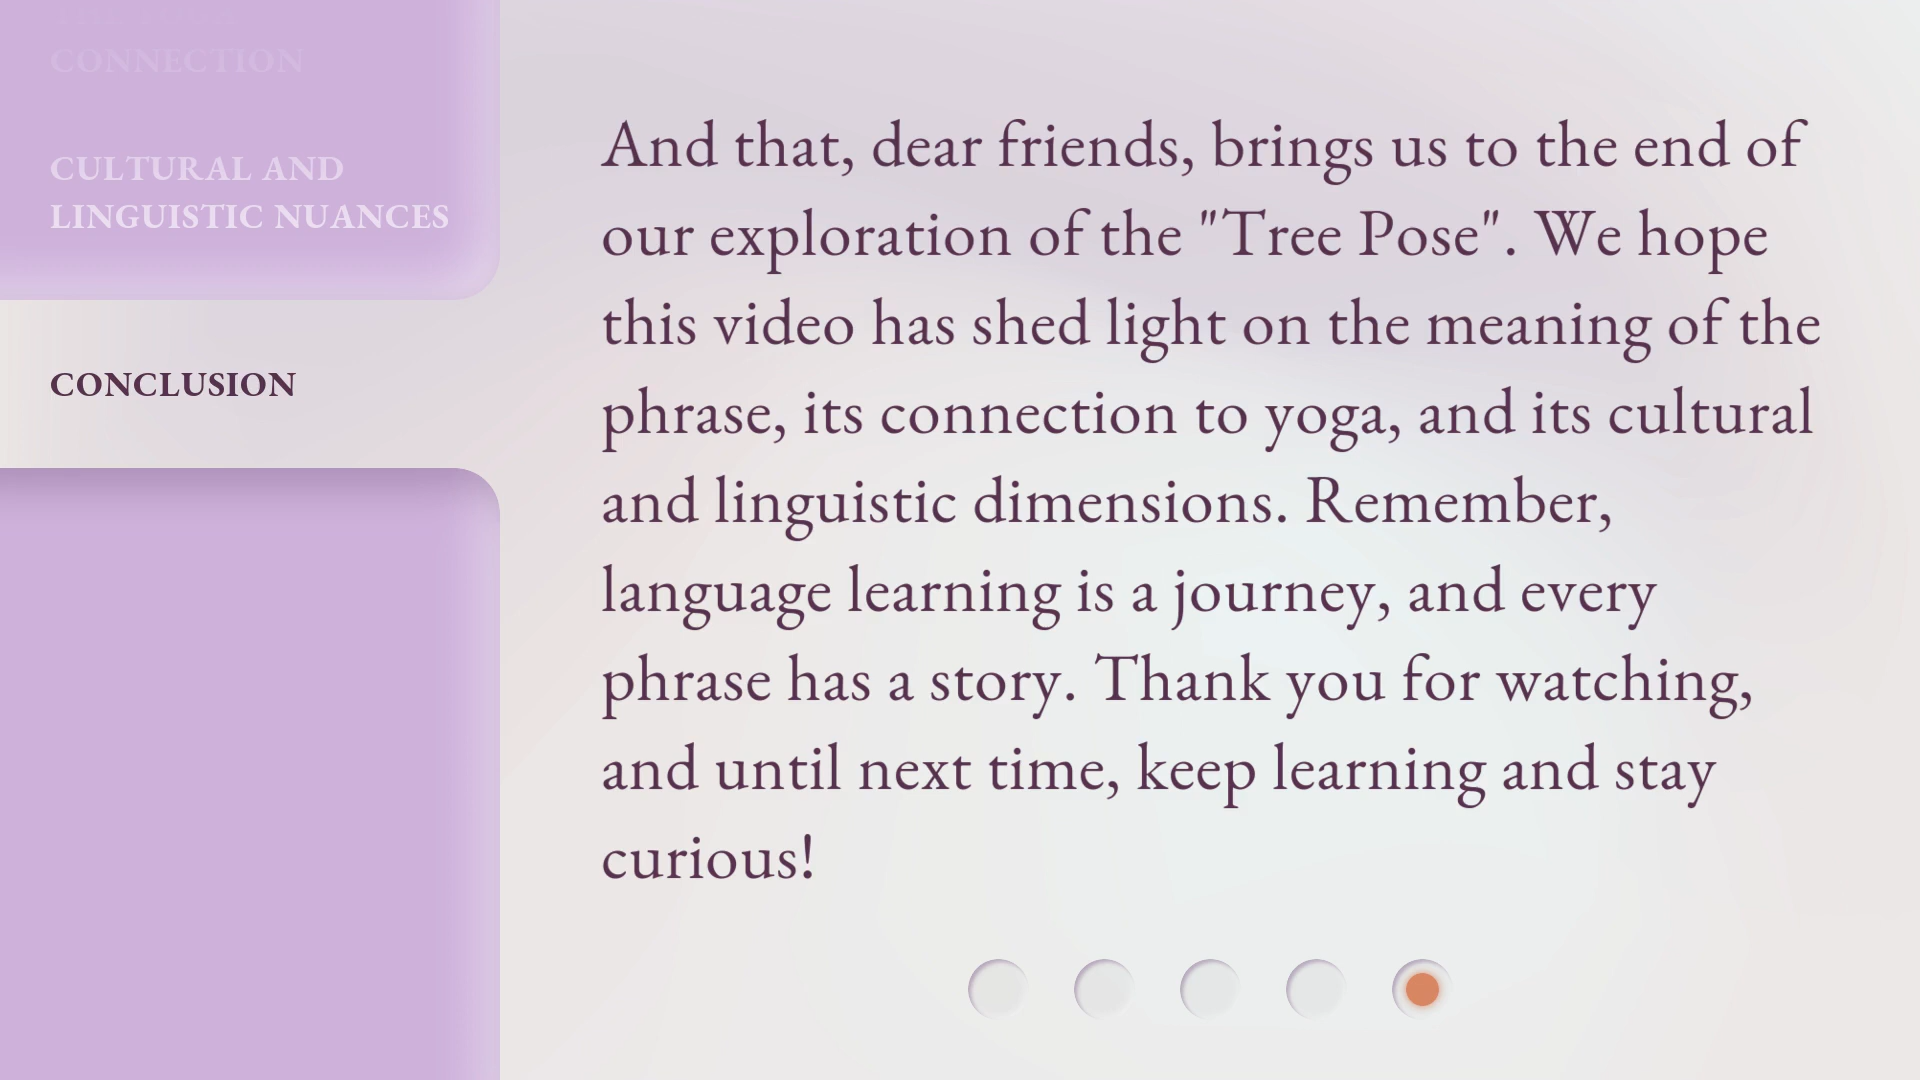 CONNECTION
CULTURAL AND
LINGUISTIC NUANCES
CONCLUSION
And that, dear friends, brings us to the end of
our exploration of the "Tree Pose". We hope
this video has shed light on the meaning of the
phrase, its connection to yoga, and its cultural
and linguistic dimensions. Remember,
language learning is a journey, and every
phrase has a story. Thank you for watching,
and until next time, keep learning and stay
curious!